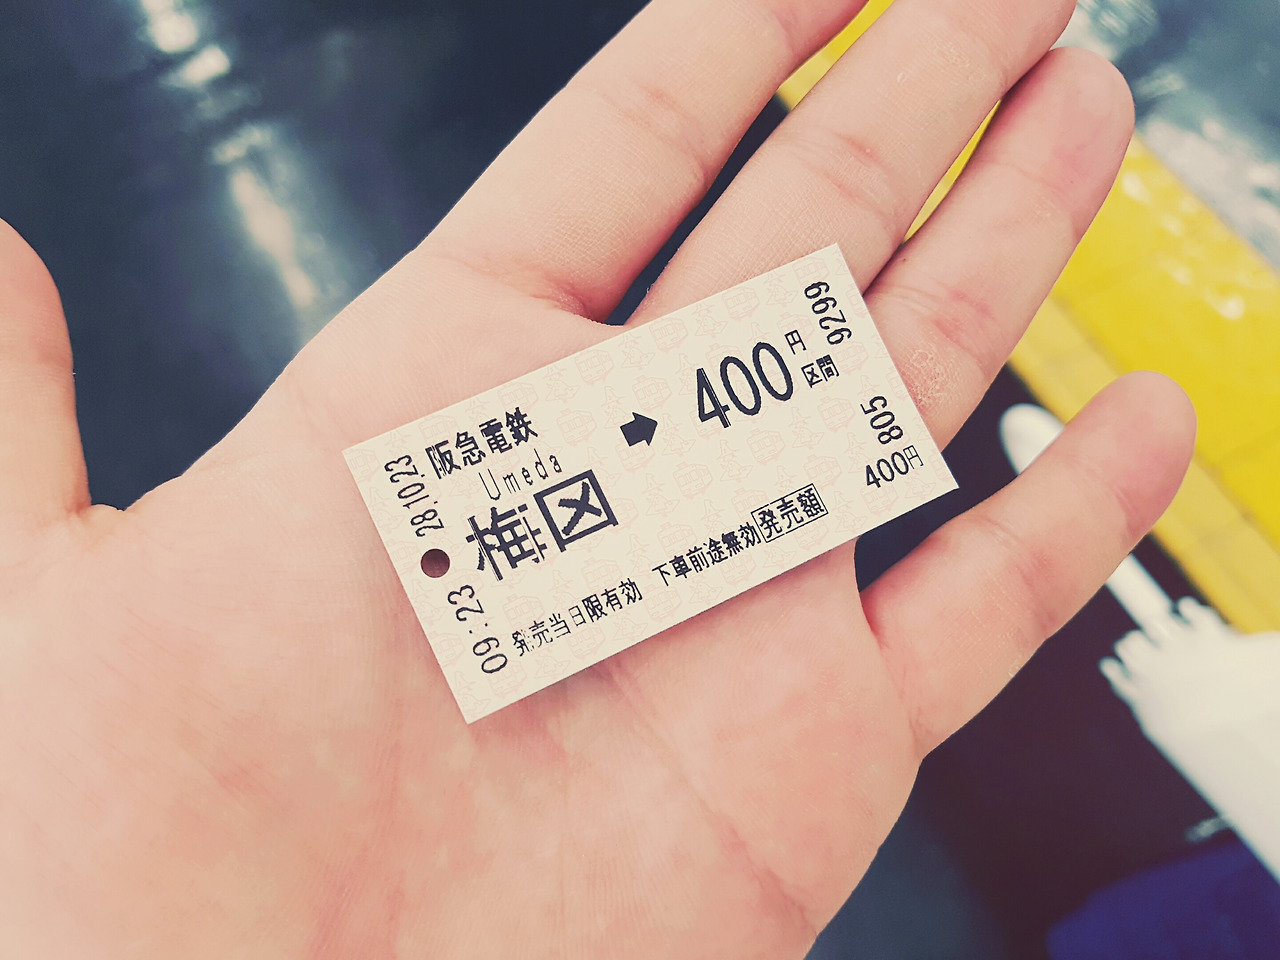 28.10.23
09:23
阪急電鉄
Umeda
梅田
➡ 400円区間
9299
805
400円
発売当日限有効 下車前途無効 発売額